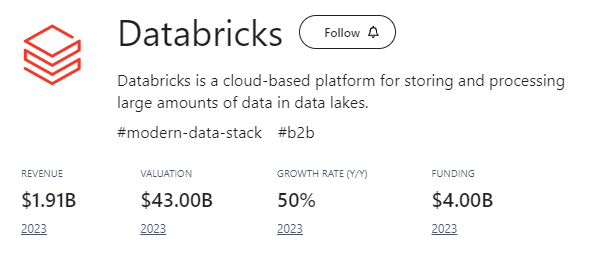 Databricks
Follow
Databricks is a cloud-based platform for storing and processing
large amounts of data in data lakes.
#modern-data-stack #b2b
REVENUE VALUATION GROWTH RATE (Y/Y) FUNDING
$1.91B $43.00B 50% $4.00B
2023 2023 2023 2023